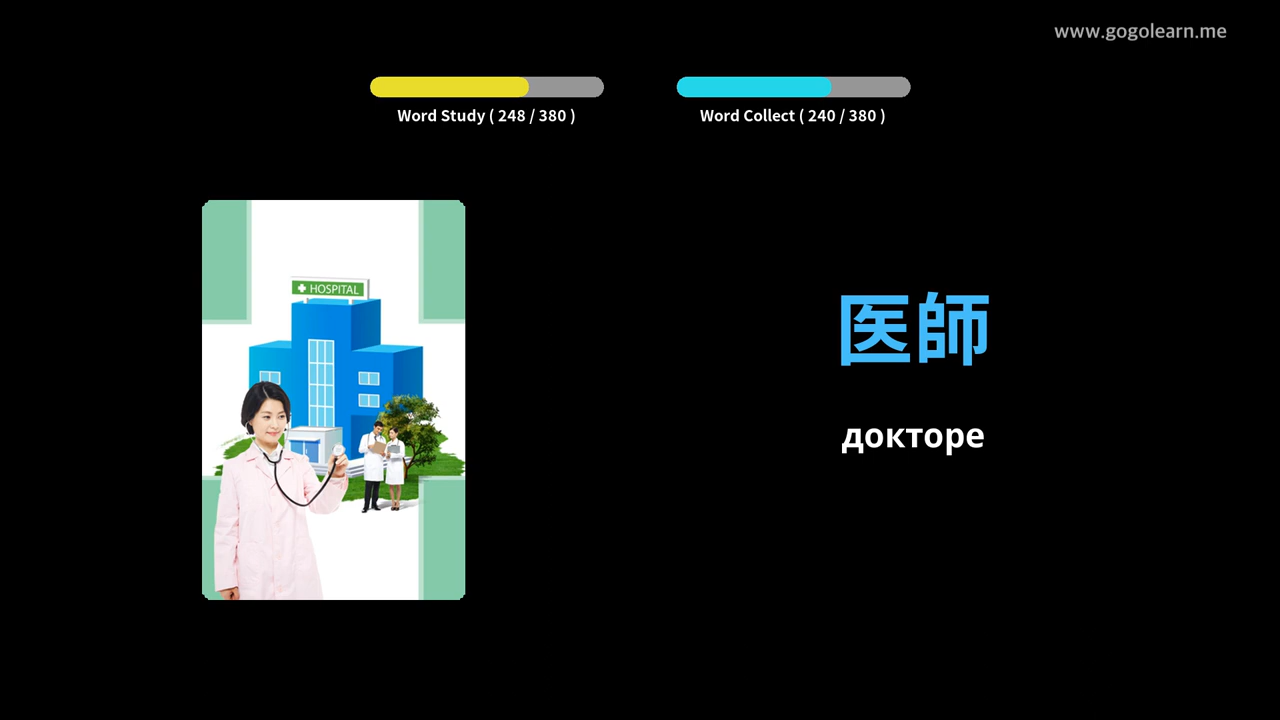 www.gogolearn.me
Word Study ( 248 / 380 )
Word Collect ( 240 / 380 )
HOSPITAL
医師
докторе